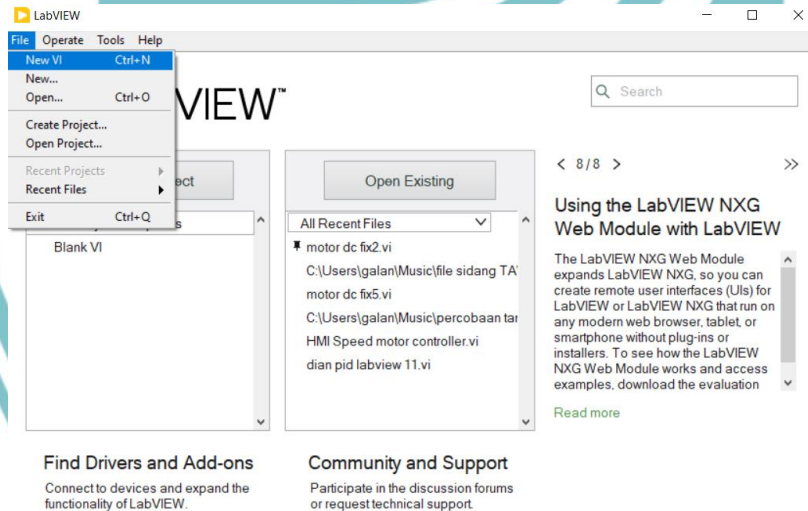 LabVIEW
File Operate Tools Help
New VI Ctrl+N
New...
Open... Ctrl+O
Create Project...
Open Project...
Recent Projects
Recent Files
Exit Ctrl+Q
VIEW™
Search
ect
s
Blank VI
Open Existing
All Recent Files
motor dc fix2.vi
C:\Users\galan\Music\file sidang TA
motor dc fix5.vi
C:\Users\galan\Music\percobaan tar
HMI Speed motor controller.vi
dian pid labview 11.vi
8/8
Using the LabVIEW NXG
Web Module with LabVIEW
The LabVIEW NXG Web Module
expands LabVIEW NXG, so you can
create remote user interfaces (UIs) for
LabVIEW or LabVIEW NXG that run on
any modern web browser, tablet, or
smartphone without plug-ins or
installers. To see how the LabVIEW
NXG Web Module works and access
examples, download the evaluation
Read more
Find Drivers and Add-ons
Connect to devices and expand the
functionality of LabVIEW.
Community and Support
Participate in the discussion forums
or request technical support.